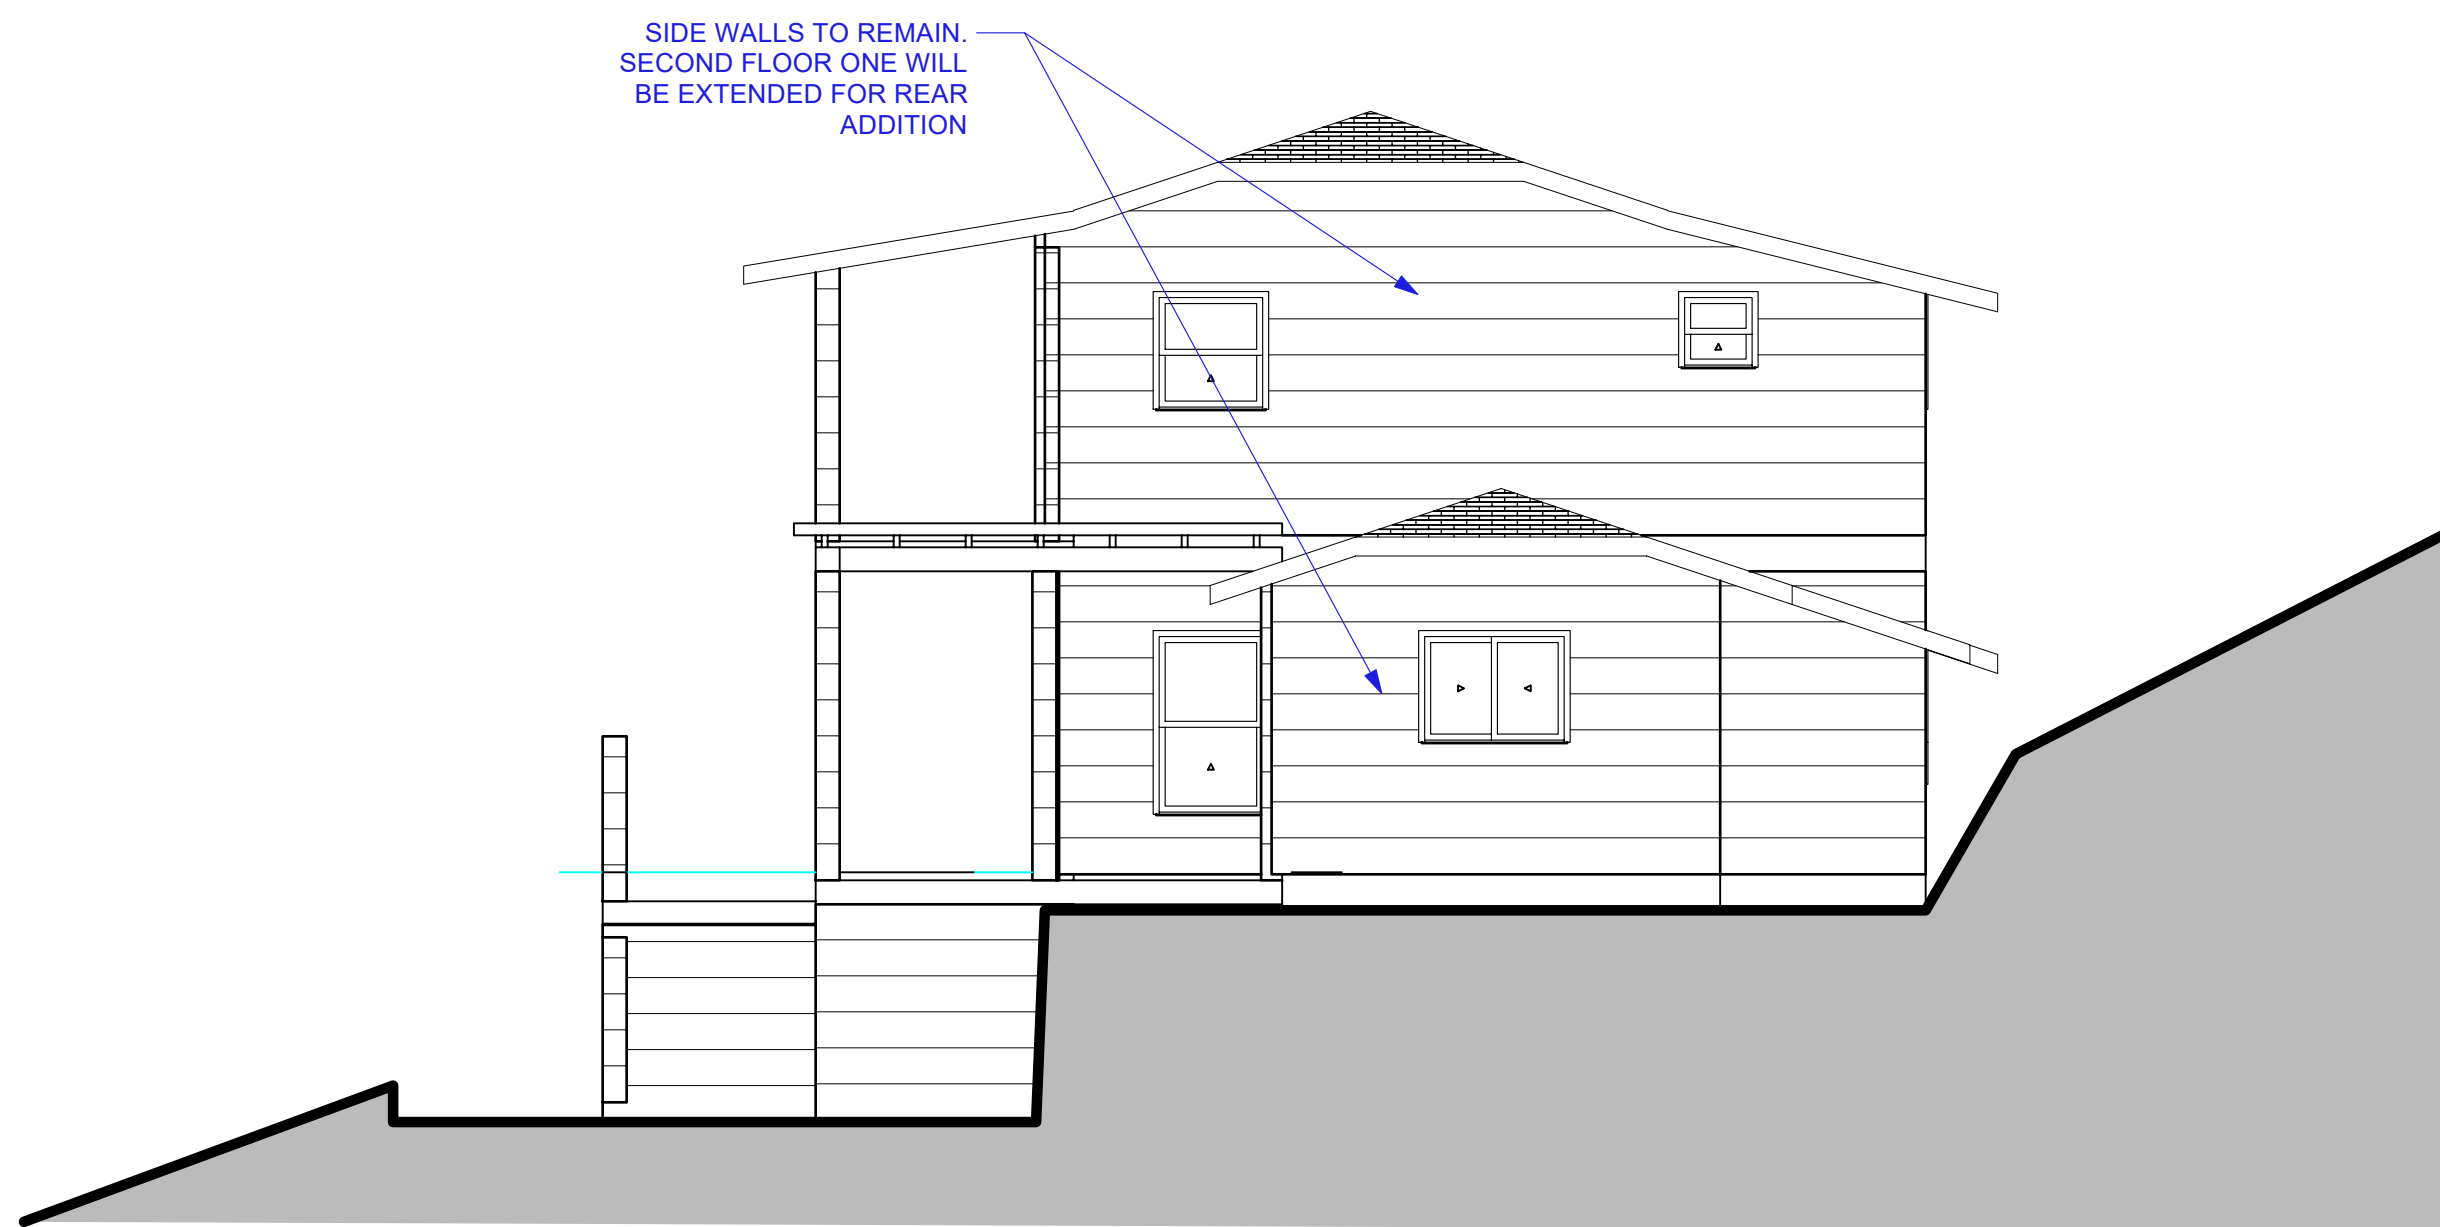 SIDE WALLS TO REMAIN.
SECOND FLOOR ONE WILL
BE EXTENDED FOR REAR
ADDITION